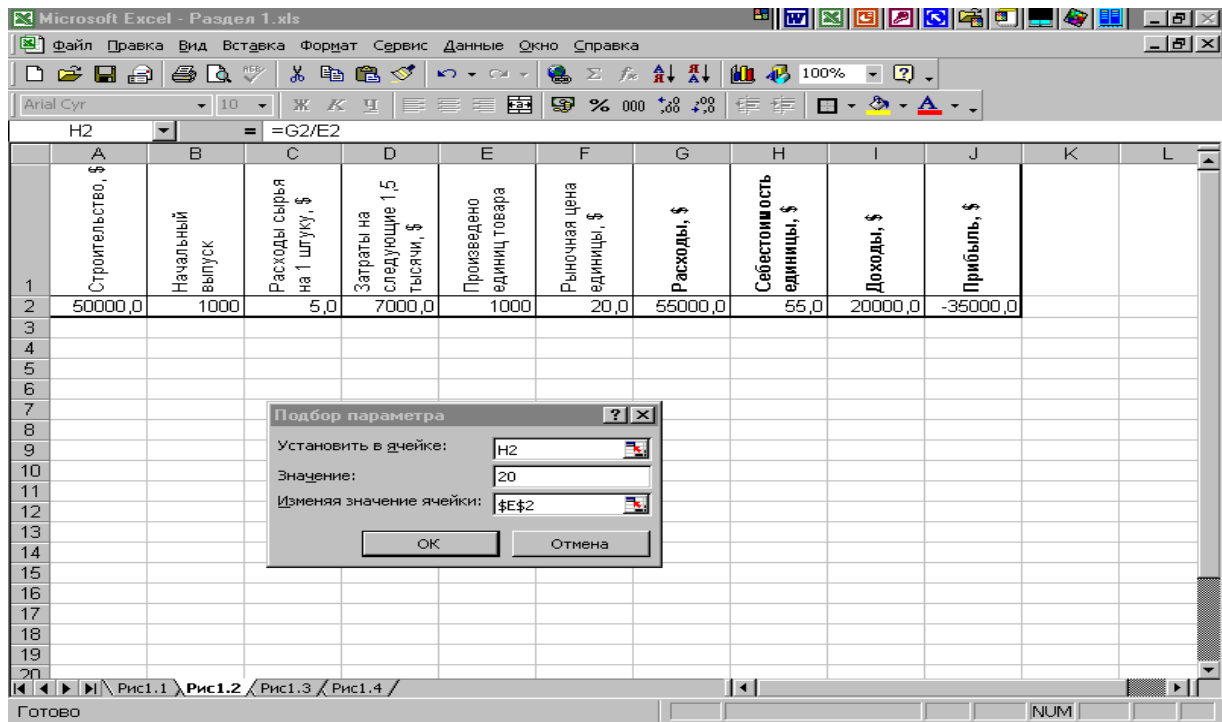 Microsoft Excel - Раздел 1.xls
Файл Правка Вид Вставка Формат Сервис Данные Окно Справка
100%
Arial Cyr 10 Ж К Ч % 000
H2 = =G2/E2
A B C D E F G H I J K L
1
Строительство, $
Начальный
выпуск
Расходы сырья
на 1 штуку, $
Затраты на
следующие 1,5
тысячи, $
Произведено
единиц товара
Рыночная цена
единицы, $
Расходы, $
Себестоимость
единицы, $
Доходы, $
Прибыль, $
2 50000,0 1000 5,0 7000,0 1000 20,0 55000,0 55,0 20000,0 -35000,0
3
4
5
6
7
8
9
10
11
12
13
14
15
16
17
18
19
20
Подбор параметра
Установить в ячейке: H2
Значение: 20
Изменяя значение ячейки: $E$2
ОК Отмена
Рис1.1 Рис1.2 Рис1.3 Рис1.4
Готово NUM